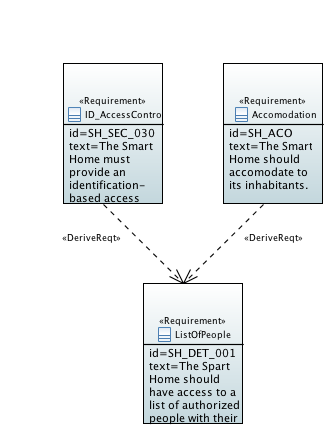 «Requirement»
ID_AccessContro
id=SH_SEC_030
text=The Smart
Home must
provide an
identification-
based access
«Requirement»
Accomodation
id=SH_ACO
text=The Smart
Home should
accomodate to
its inhabitants.
«DeriveReqt»
«DeriveReqt»
«Requirement»
ListOfPeople
id=SH_DET_001
text=The Spart
Home should
have access to a
list of authorized
people with their